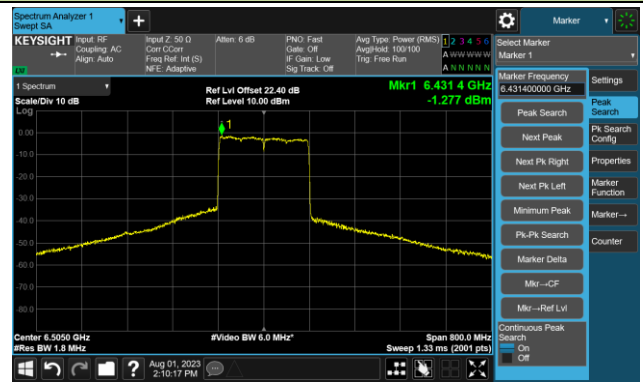 Spectrum Analyzer 1
Swept SA
Marker
KEYSIGHT
Input: RF
Coupling: AC
Align: Auto
Input Z: 50 Ω
Corr CCorr
Freq Ref: Int (S)
NFE: Adaptive
Atten: 6 dB
PNO: Fast
Gate: Off
IF Gain: Low
Sig Track: Off
Avg Type: Power (RMS)
Avg|Hold: 100/100
Trig: Free Run
1 2 3 4 5 6
A W W W W W
A N N N N N
LW
Select Marker
Marker 1
1 Spectrum
Scale/Div 10 dB
Log
Ref Lvl Offset 22.40 dB
Ref Level 10.00 dBm
Mkr1 6.431 4 GHz
-1.277 dBm
1
0.00
-10.0
-20.0
-30.0
-40.0
-50.0
-60.0
-70.0
-80.0
Center 6.5050 GHz
#Res BW 1.8 MHz
#Video BW 6.0 MHz*
Span 800.0 MHz
Sweep 1.33 ms (2001 pts)
Marker Frequency
6.431400000 GHz
Peak Search
Next Peak
Next Pk Right
Next Pk Left
Minimum Peak
Pk-Pk Search
Marker Delta
Mkr→CF
Mkr→Ref Lvl
Continuous Peak
Search
On
Off
Settings
Peak
Search
Pk Search
Config
Properties
Marker
Function
Marker→
Counter
Aug 01, 2023
2:10:17 PM